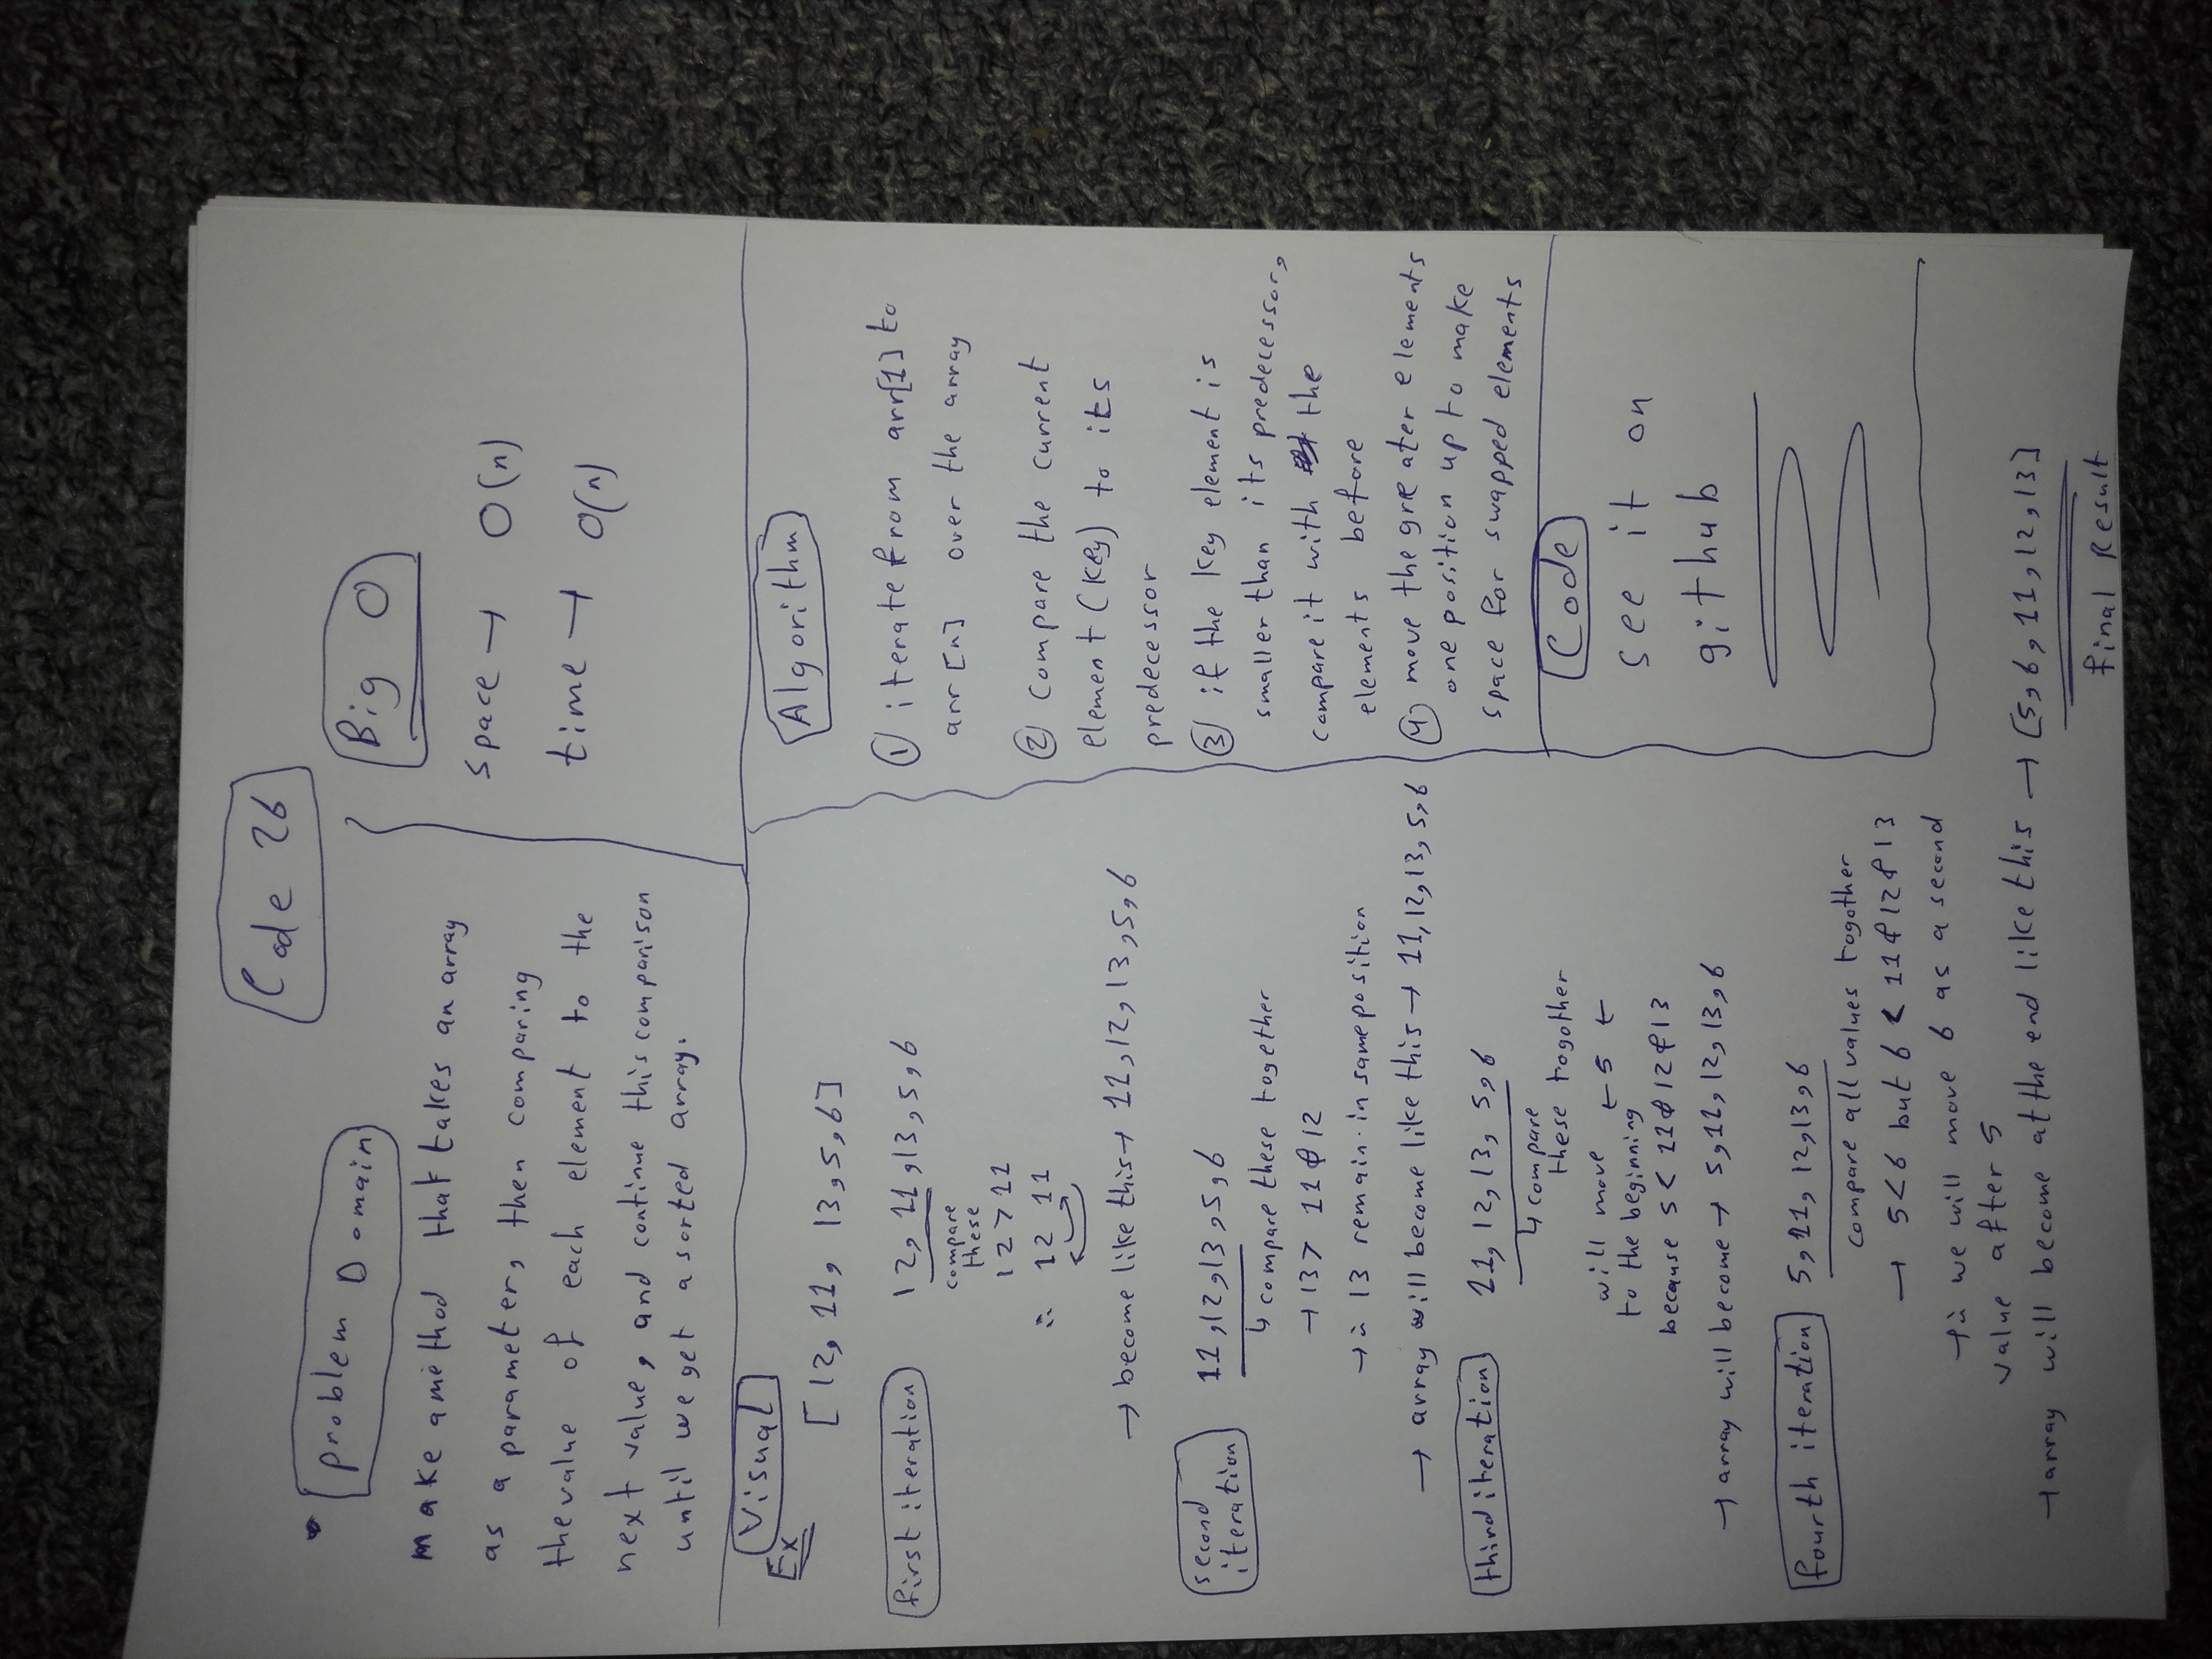 Code 26
problem Domain
make a method that takes an array
as a parameter, then comparing
the value of each element to the
next value, and continue this comparison
until we get a sorted array.
Big O
space → O(n)
time → O(n)
Visual
Ex
[12, 11, 13, 5, 6]
first iteration
12, 11, 13, 5, 6
compare
these
12 > 11
∴ 12 11
→ become like this → 11, 12, 13, 5, 6
second
iteration
11, 12, 13, 5, 6
↳ compare these together
→ 13 > 11 & 12
→ ∴ 13 remain in same position
→ array will become like this → 11, 12, 13, 5, 6
third iteration
11, 12, 13, 5, 6
↳ compare
these together
will move ← 5 ←
to the beginning
because 5 < 11 & 12 & 13
→ array will become → 5, 11, 12, 13, 6
fourth iteration
5, 11, 12, 13, 6
compare all values together
→ 5 < 6 but 6 < 11 & 12 & 13
→ ∴ we will move 6 as a second
value after 5
→ array will become at the end like this → [5, 6, 11, 12, 13]
final result
Algorithm
① iterate from arr[1] to
arr[n] over the array
② compare the current
element (key) to its
predecessor
③ if the key element is
smaller than its predecessor,
compare it with the
elements before
④ move the greater elements
one position up to make
space for swapped elements
Code
see it on
github